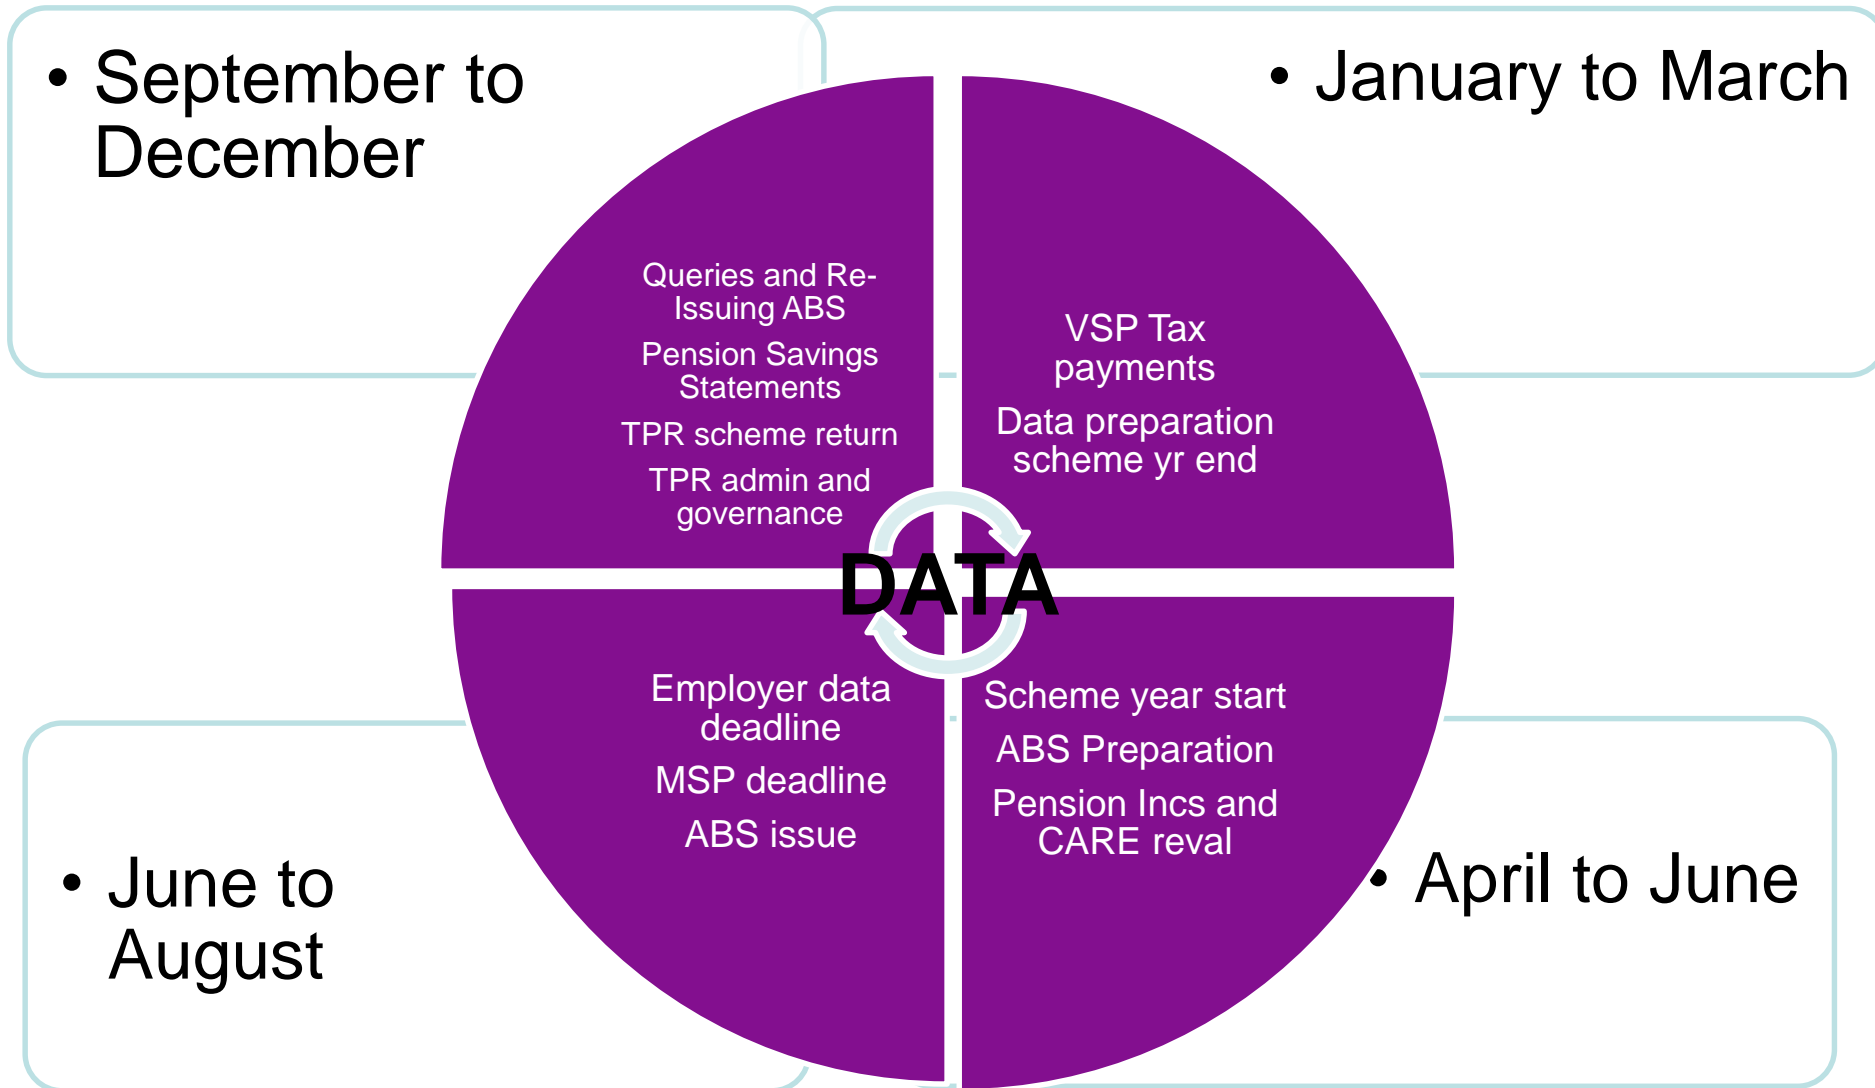 • September to
December
• January to March
Queries and Re-
Issuing ABS
Pension Savings
Statements
TPR scheme return
TPR admin and
governance
VSP Tax
payments
Data preparation
scheme yr end
DATA
Employer data
deadline
MSP deadline
ABS issue
Scheme year start
ABS Preparation
Pension Incs and
CARE reval
• June to
August
• April to June